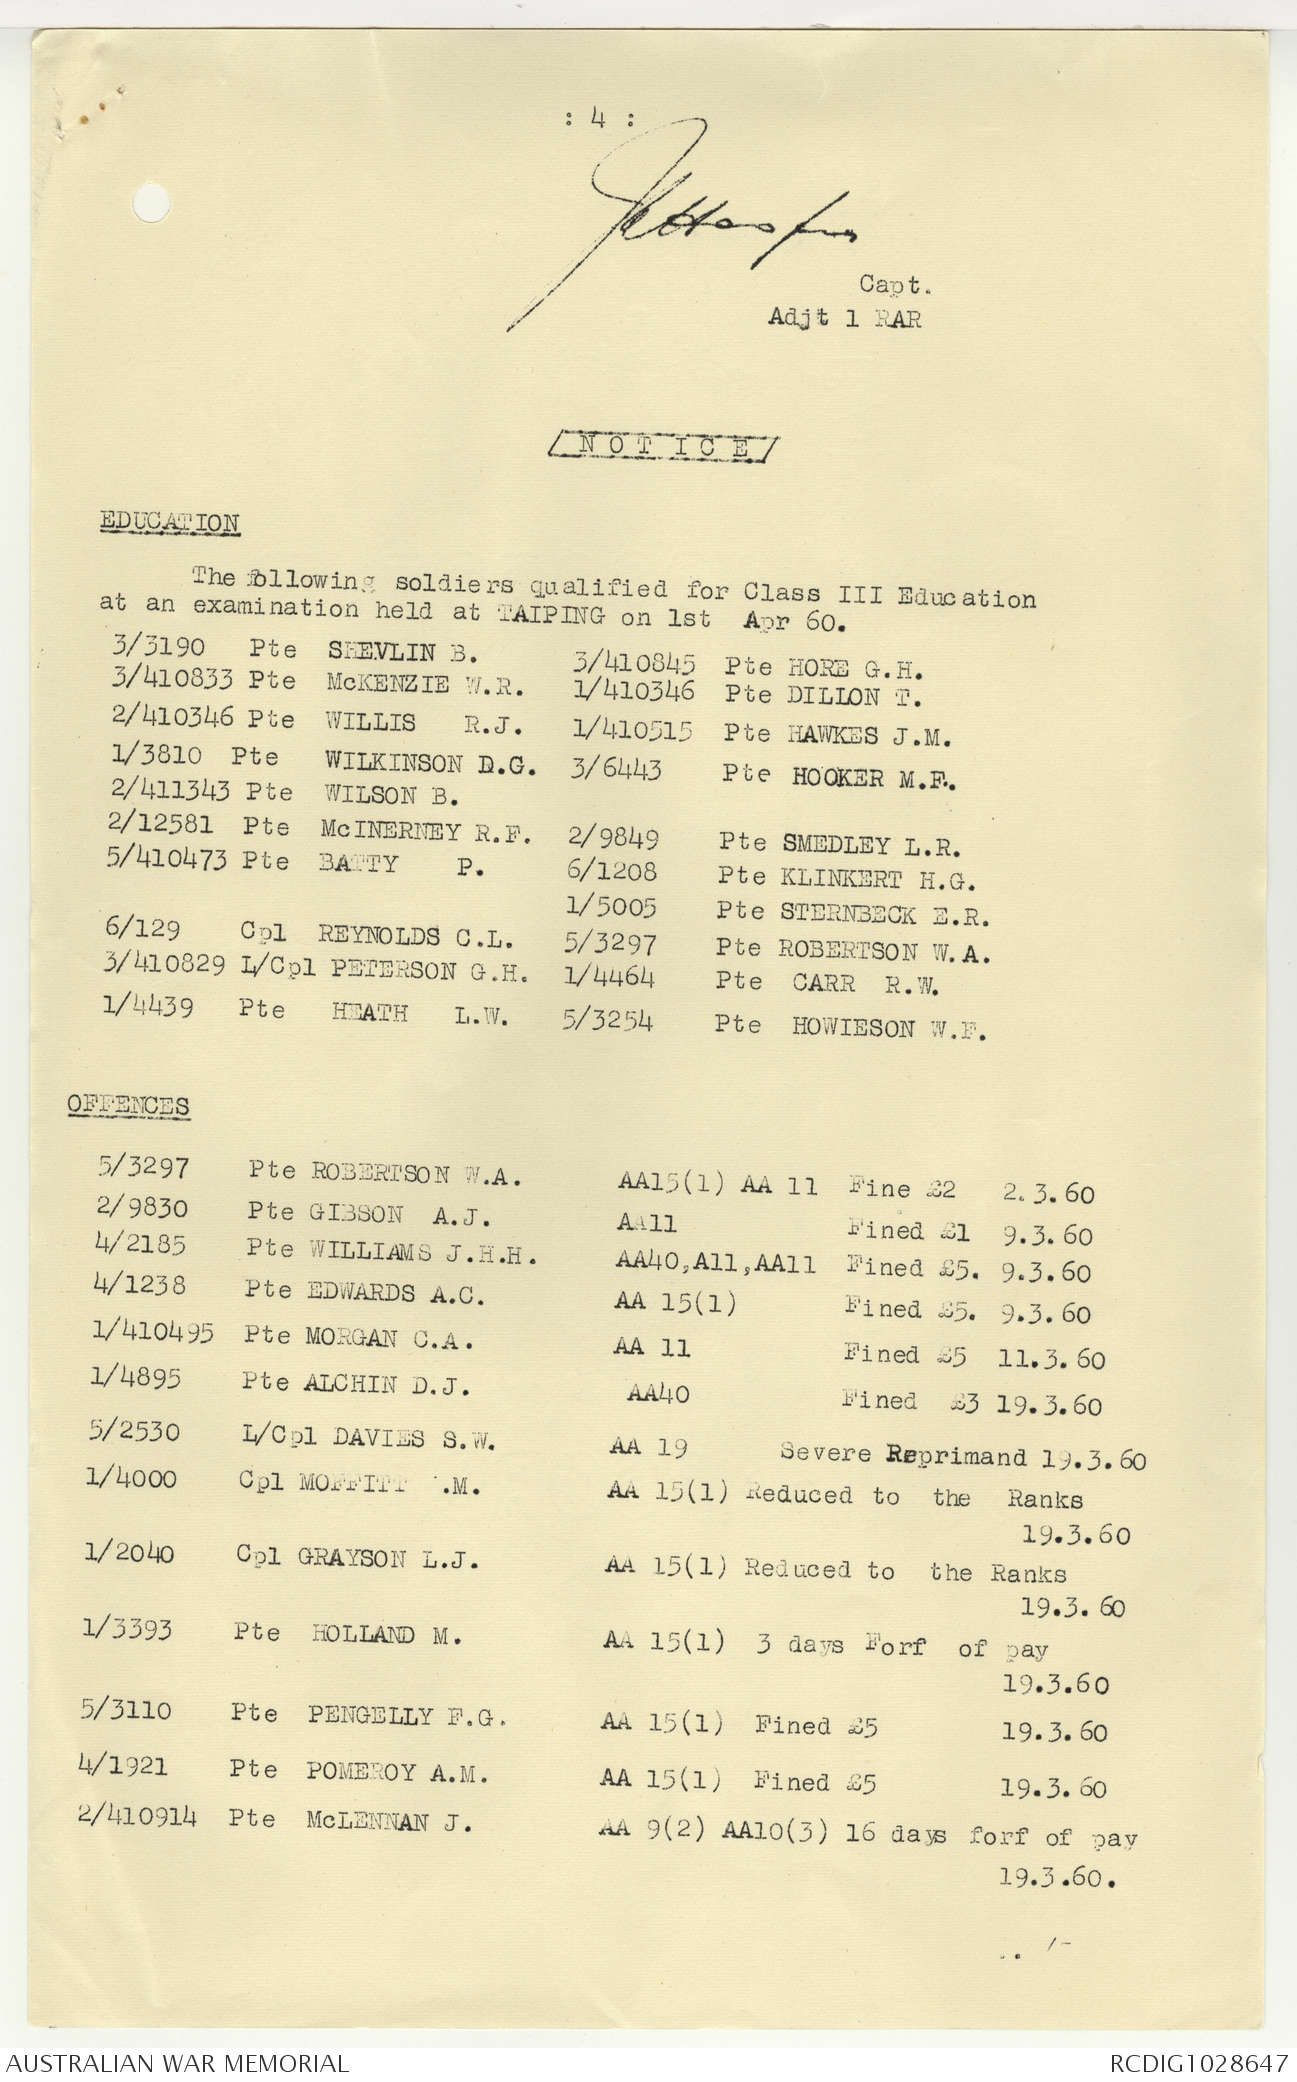 : 4 :
Capt.
Adjt 1 RAR
/ N O T I C E /
EDUCATION
The following soldiers qualified for Class III Education
at an examination held at TAIPING on 1st Apr 60.
3/3190 Pte SHEVLIN B. 3/410845 Pte HORE G.H.
3/410833 Pte McKENZIE W.R. 1/410346 Pte DILLON T.
2/410346 Pte WILLIS R.J. 1/410515 Pte HAWKES J.M.
1/3810 Pte WILKINSON D.G. 3/6443 Pte HOOKER M.F.
2/411343 Pte WILSON B.
2/12581 Pte McINERNEY R.F. 2/9849 Pte SMEDLEY L.R.
5/410473 Pte BATTY P. 6/1208 Pte KLINKERT H.G.
1/5005 Pte STERNBECK E.R.
6/129 Cpl REYNOLDS C.L. 5/3297 Pte ROBERTSON W.A.
3/410829 L/Cpl PETERSON G.H. 1/4464 Pte CARR R.W.
1/4439 Pte HEATH L.W. 5/3254 Pte HOWIESON W.F.
OFFENCES
5/3297 Pte ROBERTSON W.A. AA15(1) AA 11 Fine £2 2.3.60
2/9830 Pte GIBSON A.J. AA11 Fined £1 9.3.60
4/2185 Pte WILLIAMS J.H.H. AA40,A11,AA11 Fined £5. 9.3.60
4/1238 Pte EDWARDS A.C. AA 15(1) Fined £5. 9.3.60
1/410495 Pte MORGAN C.A. AA 11 Fined £5 11.3.60
1/4895 Pte ALCHIN D.J. AA40 Fined £3 19.3.60
5/2530 L/Cpl DAVIES S.W. AA 19 Severe Reprimand 19.3.60
1/4000 Cpl MOFFITT .M. AA 15(1) Reduced to the Ranks
19.3.60
1/2040 Cpl GRAYSON L.J. AA 15(1) Reduced to the Ranks
19.3.60
1/3393 Pte HOLLAND M. AA 15(1) 3 days Forf of pay
19.3.60
5/3110 Pte PENGELLY F.G. AA 15(1) Fined £5 19.3.60
4/1921 Pte POMEROY A.M. AA 15(1) Fined £5 19.3.60
2/410914 Pte McLENNAN J. AA 9(2) AA10(3) 16 days forf of pay
19.3.60.
.. /-
AUSTRALIAN WAR MEMORIAL RCDIG1028647